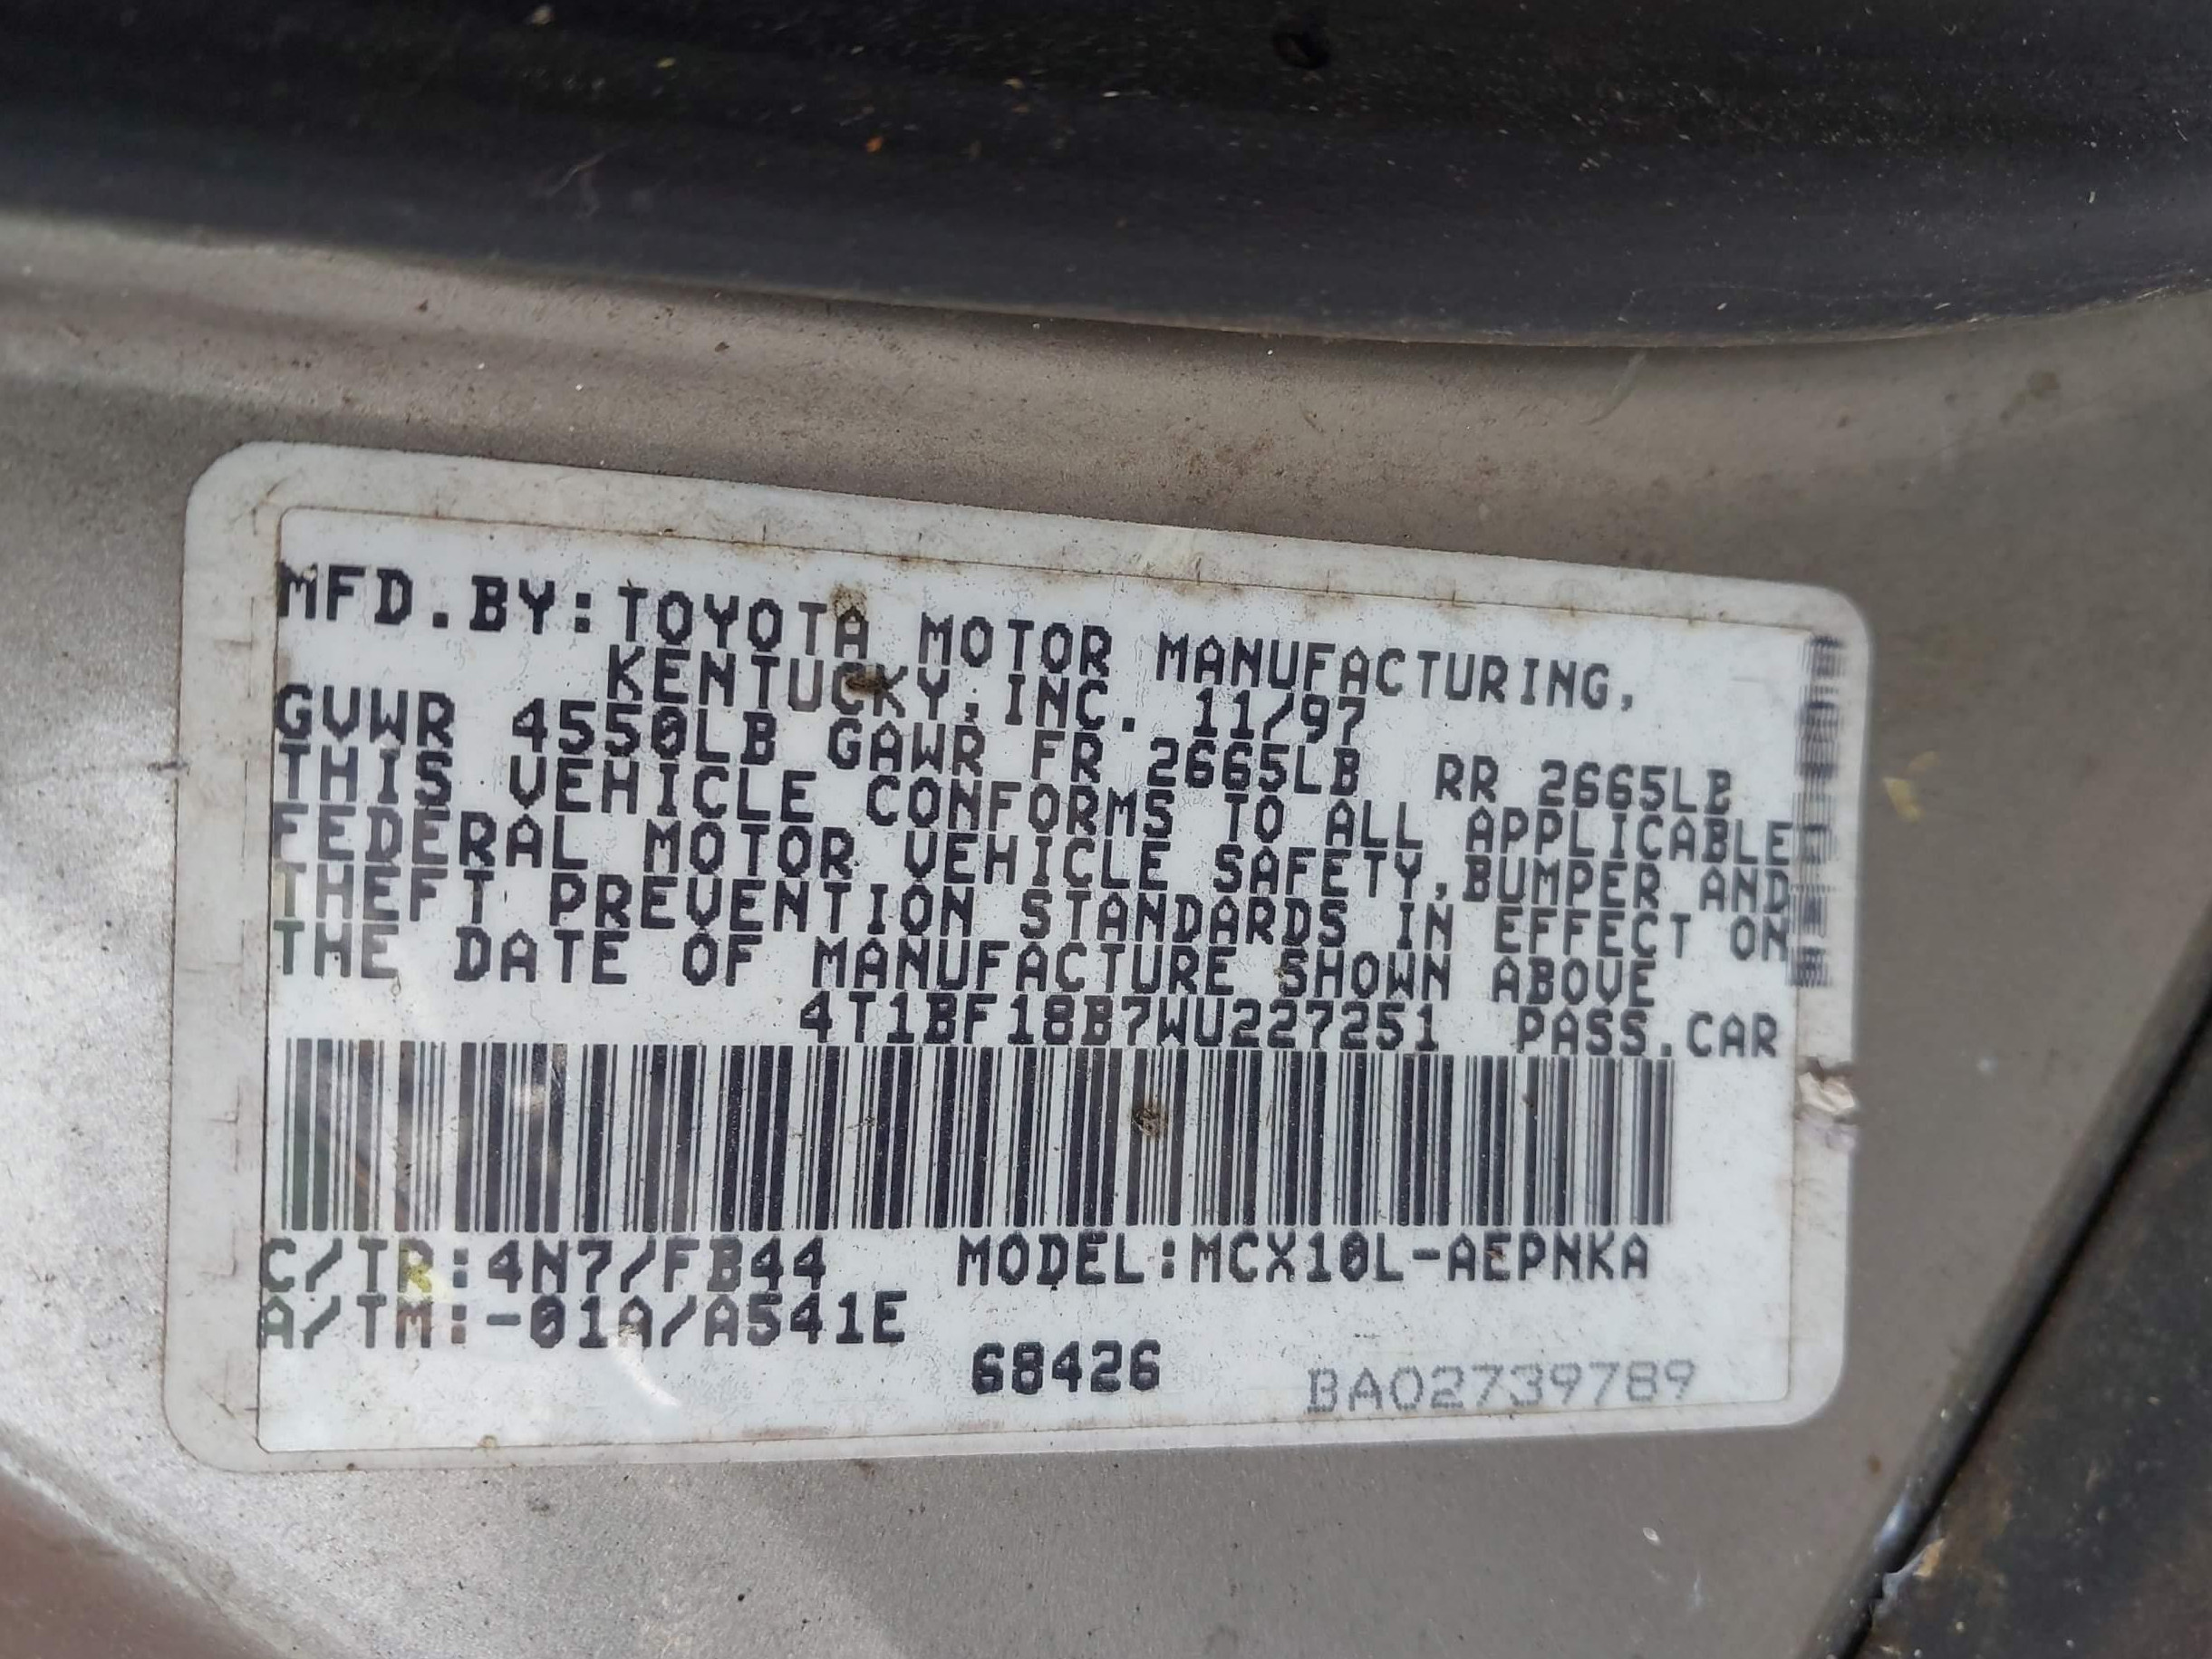 MFD.BY:TOYOTA MOTOR MANUFACTURING,
KENTUCKY,INC. 11/97
GVWR 4550LB GAWR FR 2665LB RR 2665LB
THIS VEHICLE CONFORMS TO ALL APPLICABLE
FEDERAL MOTOR VEHICLE SAFETY,BUMPER AND
THEFT PREVENTION STANDARDS IN EFFECT ON
THE DATE OF MANUFACTURE SHOWN ABOVE
4T1BF18B7WU227251 PASS.CAR
C/TR:4N7/FB44 MODEL:MCX10L-AEPNKA
A/TM:-01A/A541E
68426 BA02739789